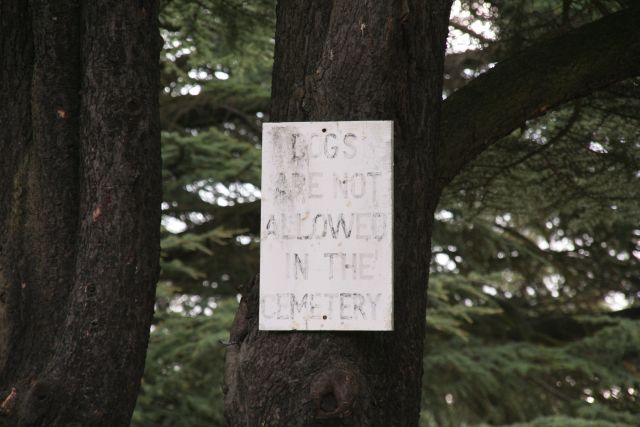 DOGS
ARE NOT
ALLOWED
IN THE
CEMETERY